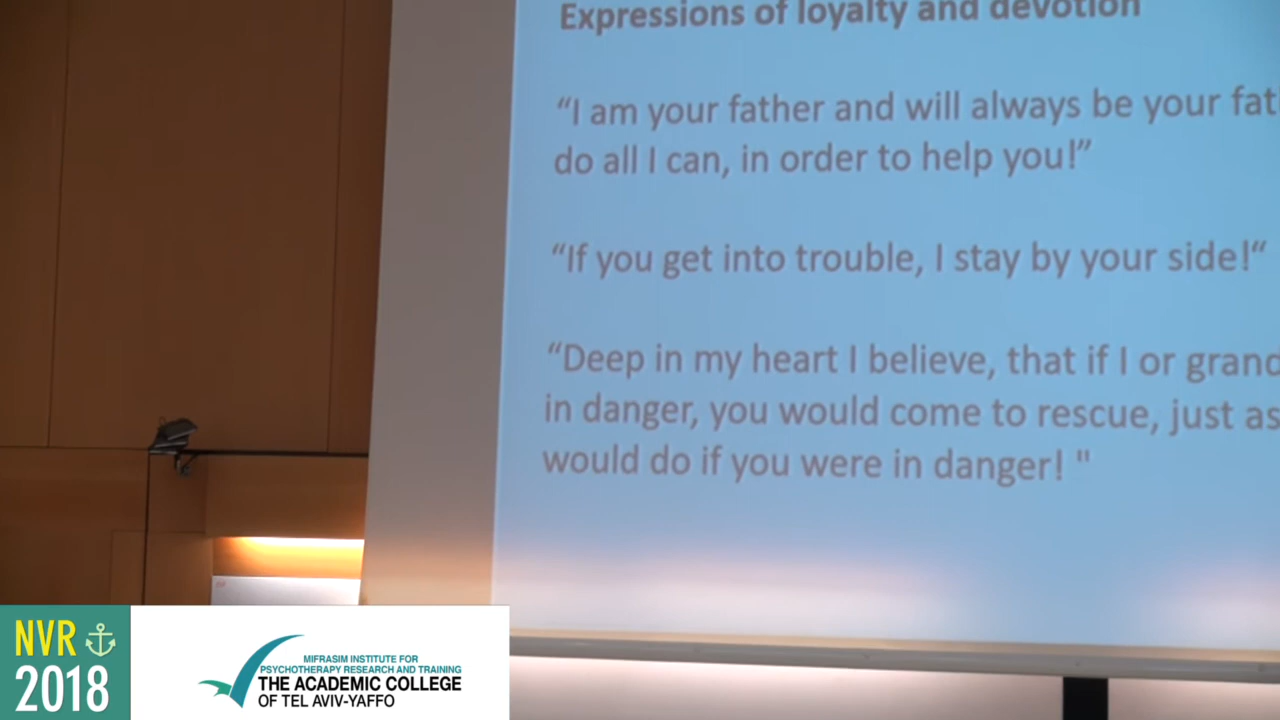 Expressions of loyalty and devotion
“I am your father and will always be your
do all I can, in order to help you!”
“If you get into trouble, I stay by your side!“
“Deep in my heart I believe, that if I or
in danger, you would come to rescue, just as
would do if you were in danger! "
NVR
2018
MIFRASIM INSTITUTE FOR
PSYCHOTHERAPY RESEARCH AND TRAINING
THE ACADEMIC COLLEGE
OF TEL AVIV-YAFFO